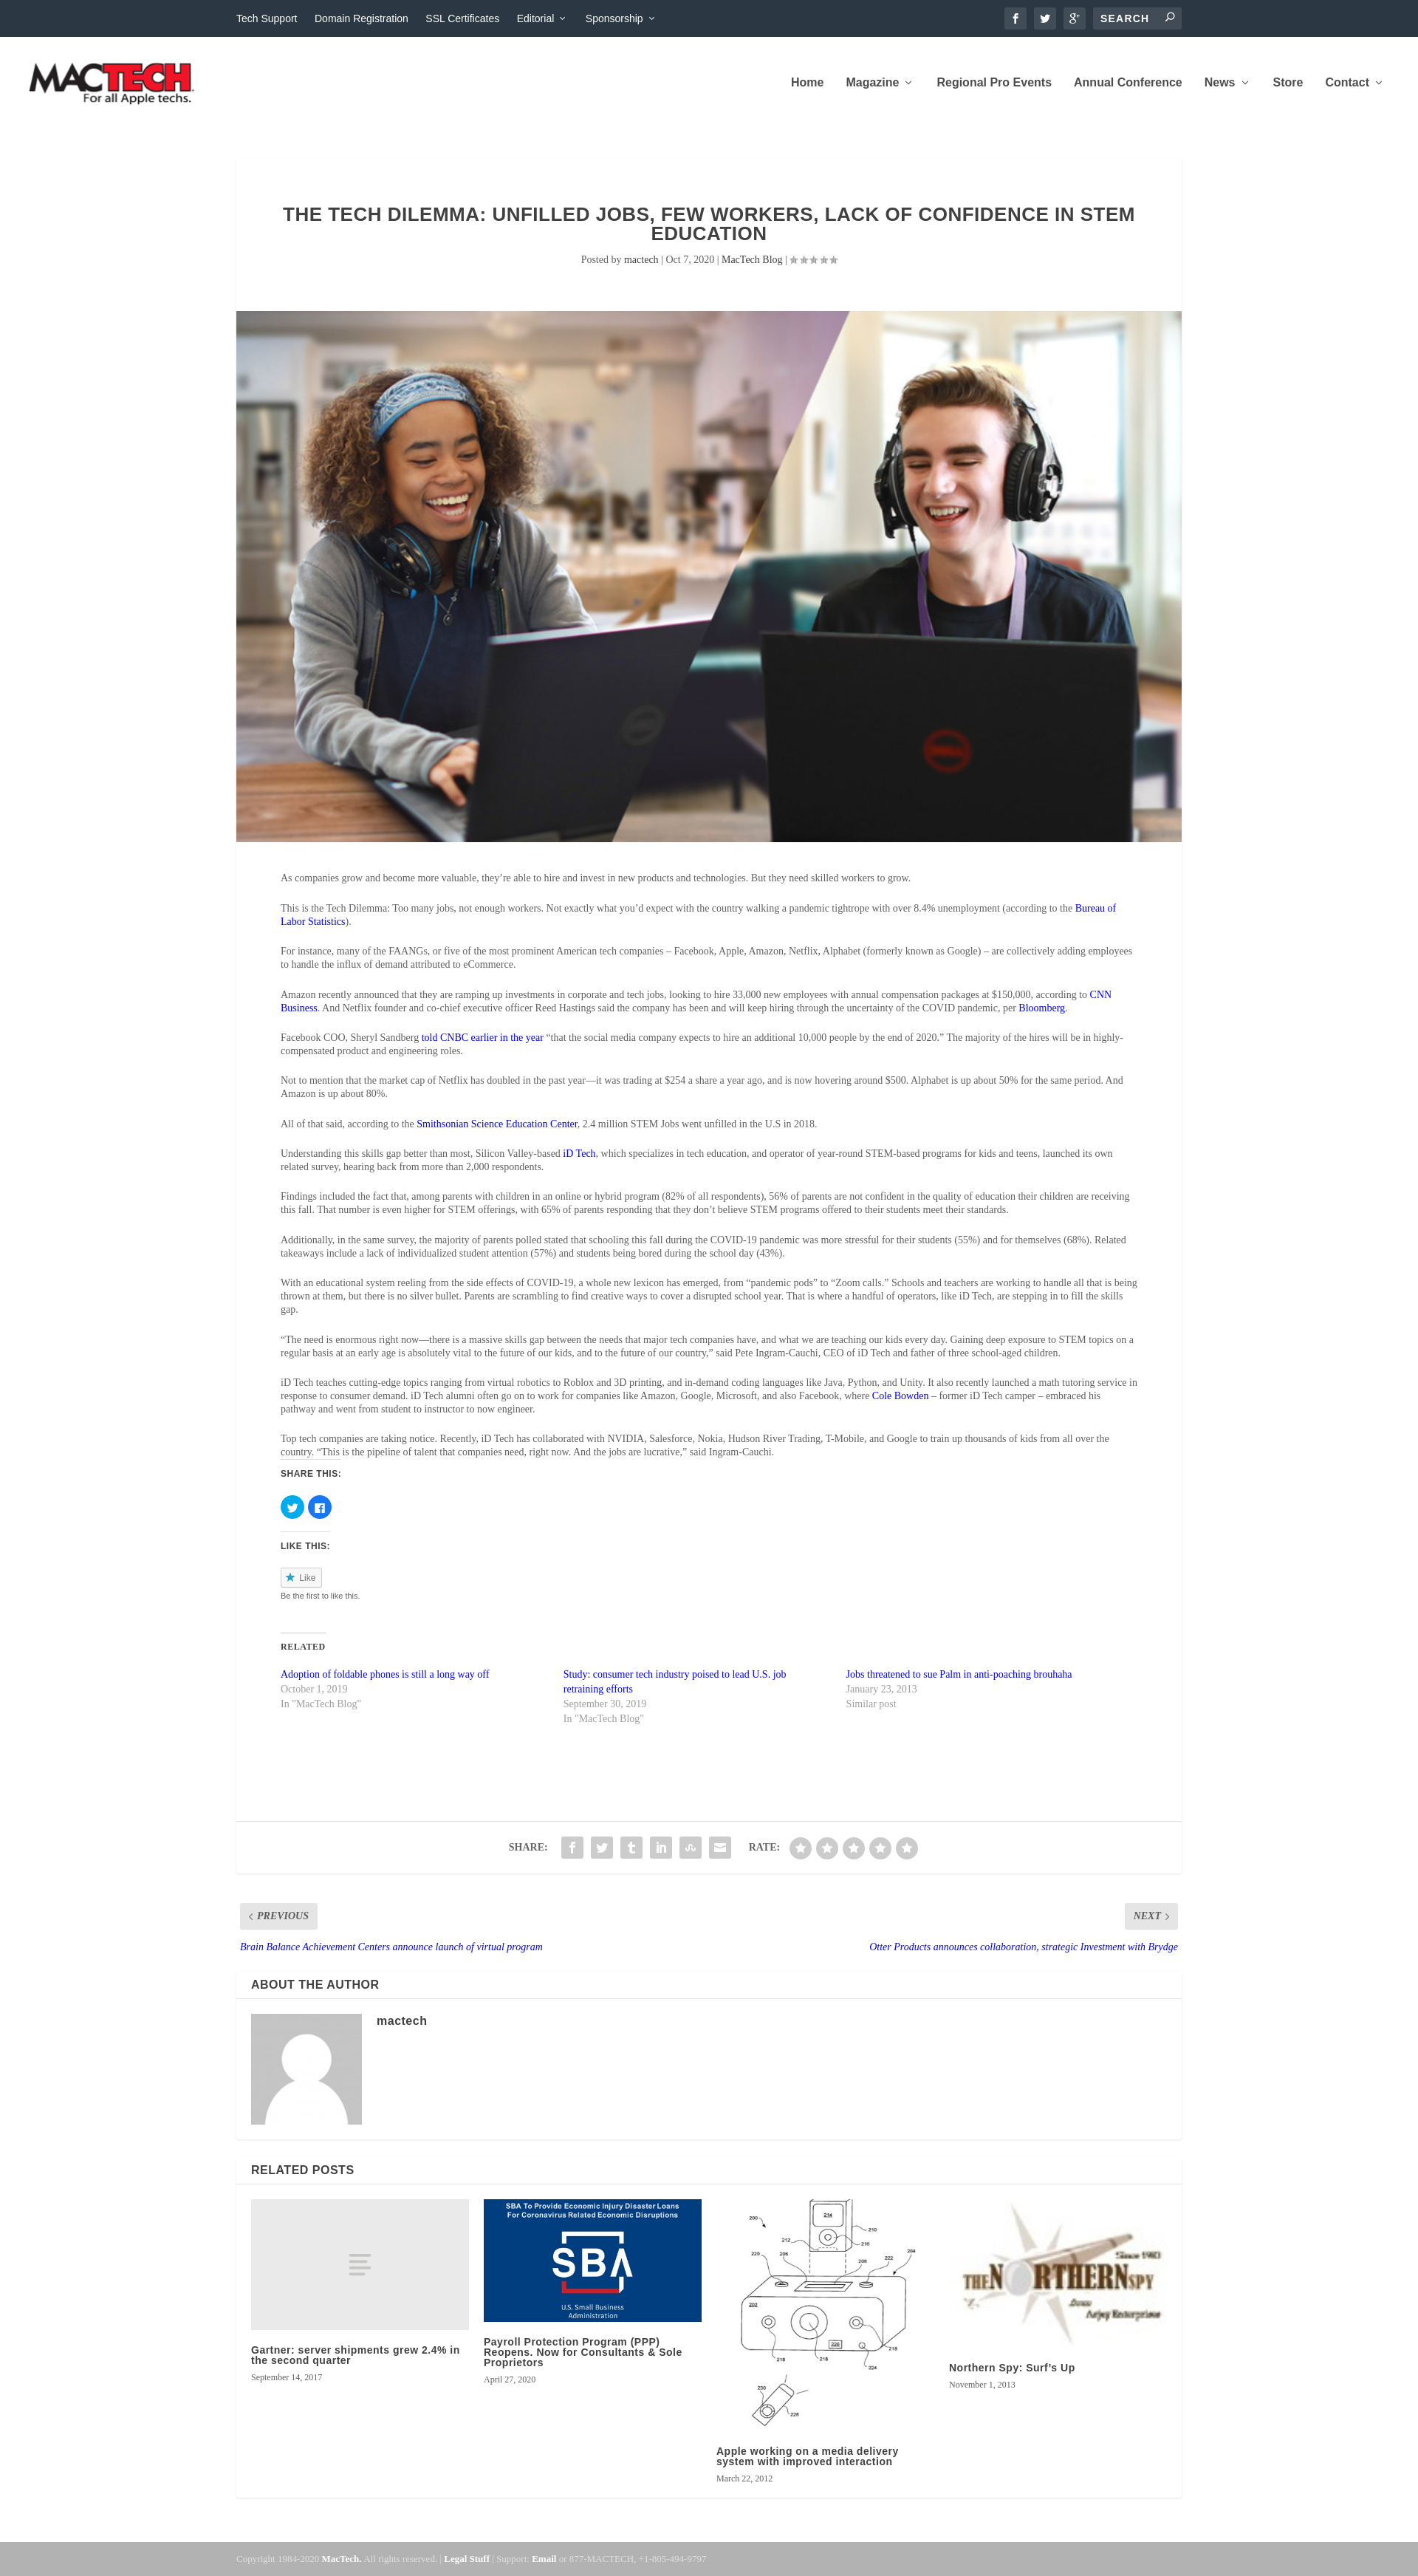 Tech Support Domain Registration SSL Certificates Editorial Sponsorship SEARCH
MACTECH.
For all Apple techs.
Home Magazine Regional Pro Events Annual Conference News Store Contact
THE TECH DILEMMA: UNFILLED JOBS, FEW WORKERS, LACK OF CONFIDENCE IN STEM
EDUCATION
Posted by mactech | Oct 7, 2020 | MacTech Blog |
DELL
As companies grow and become more valuable, they’re able to hire and invest in new products and technologies. But they need skilled workers to grow.
This is the Tech Dilemma: Too many jobs, not enough workers. Not exactly what you’d expect with the country walking a pandemic tightrope with over 8.4% unemployment (according to the Bureau of
Labor Statistics).
For instance, many of the FAANGs, or five of the most prominent American tech companies – Facebook, Apple, Amazon, Netflix, Alphabet (formerly known as Google) – are collectively adding employees
to handle the influx of demand attributed to eCommerce.
Amazon recently announced that they are ramping up investments in corporate and tech jobs, looking to hire 33,000 new employees with annual compensation packages at $150,000, according to CNN
Business. And Netflix founder and co-chief executive officer Reed Hastings said the company has been and will keep hiring through the uncertainty of the COVID pandemic, per Bloomberg.
Facebook COO, Sheryl Sandberg told CNBC earlier in the year “that the social media company expects to hire an additional 10,000 people by the end of 2020.” The majority of the hires will be in highly-
compensated product and engineering roles.
Not to mention that the market cap of Netflix has doubled in the past year—it was trading at $254 a share a year ago, and is now hovering around $500. Alphabet is up about 50% for the same period. And
Amazon is up about 80%.
All of that said, according to the Smithsonian Science Education Center, 2.4 million STEM Jobs went unfilled in the U.S in 2018.
Understanding this skills gap better than most, Silicon Valley-based iD Tech, which specializes in tech education, and operator of year-round STEM-based programs for kids and teens, launched its own
related survey, hearing back from more than 2,000 respondents.
Findings included the fact that, among parents with children in an online or hybrid program (82% of all respondents), 56% of parents are not confident in the quality of education their children are receiving
this fall. That number is even higher for STEM offerings, with 65% of parents responding that they don’t believe STEM programs offered to their students meet their standards.
Additionally, in the same survey, the majority of parents polled stated that schooling this fall during the COVID-19 pandemic was more stressful for their students (55%) and for themselves (68%). Related
takeaways include a lack of individualized student attention (57%) and students being bored during the school day (43%).
With an educational system reeling from the side effects of COVID-19, a whole new lexicon has emerged, from “pandemic pods” to “Zoom calls.” Schools and teachers are working to handle all that is being
thrown at them, but there is no silver bullet. Parents are scrambling to find creative ways to cover a disrupted school year. That is where a handful of operators, like iD Tech, are stepping in to fill the skills
gap.
“The need is enormous right now—there is a massive skills gap between the needs that major tech companies have, and what we are teaching our kids every day. Gaining deep exposure to STEM topics on a
regular basis at an early age is absolutely vital to the future of our kids, and to the future of our country,” said Pete Ingram-Cauchi, CEO of iD Tech and father of three school-aged children.
iD Tech teaches cutting-edge topics ranging from virtual robotics to Roblox and 3D printing, and in-demand coding languages like Java, Python, and Unity. It also recently launched a math tutoring service in
response to consumer demand. iD Tech alumni often go on to work for companies like Amazon, Google, Microsoft, and also Facebook, where Cole Bowden – former iD Tech camper – embraced his
pathway and went from student to instructor to now engineer.
Top tech companies are taking notice. Recently, iD Tech has collaborated with NVIDIA, Salesforce, Nokia, Hudson River Trading, T-Mobile, and Google to train up thousands of kids from all over the
country. “This is the pipeline of talent that companies need, right now. And the jobs are lucrative,” said Ingram-Cauchi.
SHARE THIS:
LIKE THIS:
Like
Be the first to like this.
RELATED
Adoption of foldable phones is still a long way off
October 1, 2019
In "MacTech Blog"
Study: consumer tech industry poised to lead U.S. job
retraining efforts
September 30, 2019
In "MacTech Blog"
Jobs threatened to sue Palm in anti-poaching brouhaha
January 23, 2013
Similar post
SHARE: RATE:
PREVIOUS
NEXT
Brain Balance Achievement Centers announce launch of virtual program
Otter Products announces collaboration, strategic Investment with Brydge
ABOUT THE AUTHOR
mactech
RELATED POSTS
Gartner: server shipments grew 2.4% in
the second quarter
September 14, 2017
SBA To Provide Economic Injury Disaster Loans
For Coronavirus Related Economic Disruptions
SBA
U.S. Small Business
Administration
Payroll Protection Program (PPP)
Reopens. Now for Consultants & Sole
Proprietors
April 27, 2020
200 214 210
212 216
220 208 208 222 204
202
218 218 226 218
224
230
228
Apple working on a media delivery
system with improved interaction
March 22, 2012
Since 1983
THE NORTHERN SPY
Arjay Enterprises
Northern Spy: Surf’s Up
November 1, 2013
Copyright 1984-2020 MacTech. All rights reserved. | Legal Stuff | Support: Email or 877-MACTECH, +1-805-494-9797